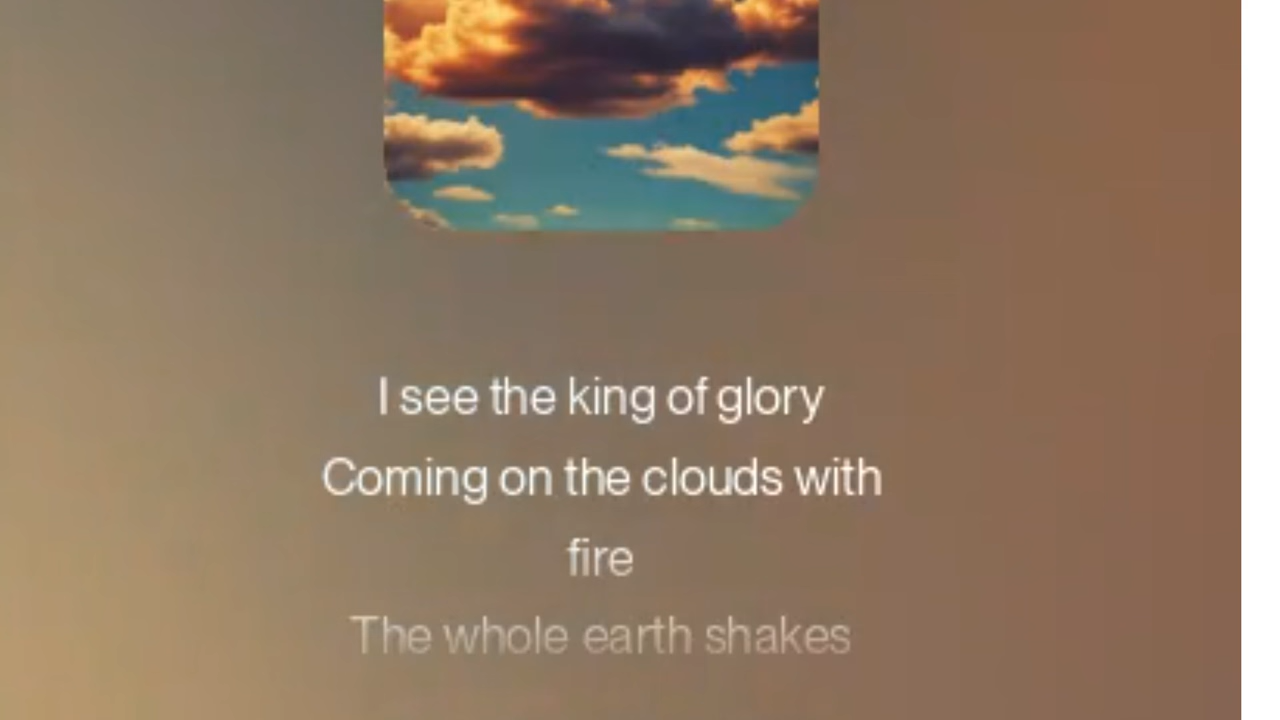 I see the king of glory
Coming on the clouds with
fire
The whole earth shakes